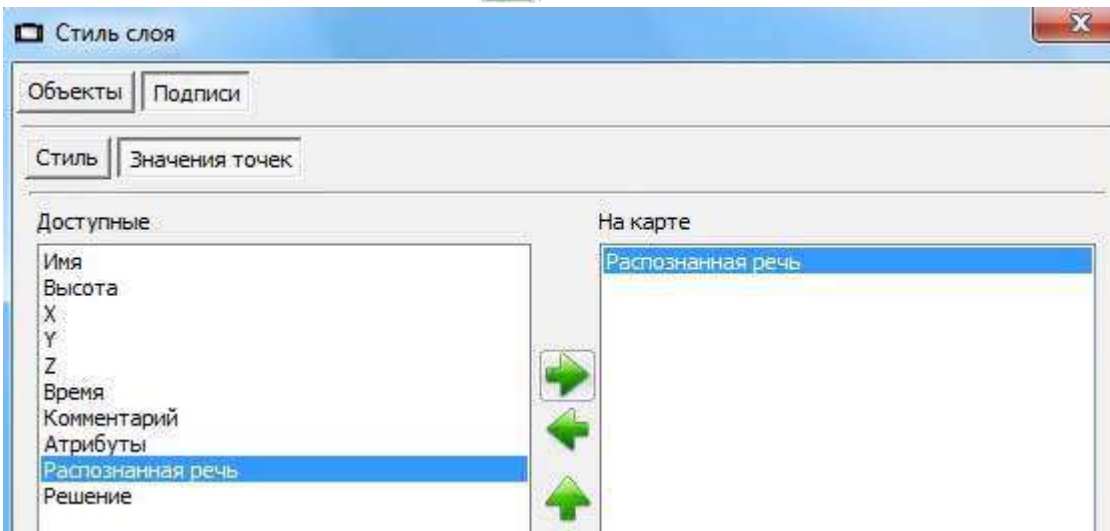 Стиль слоя
Объекты Подписи
Стиль Значения точек
Доступные
На карте
Имя
Высота
X
Y
Z
Время
Комментарий
Атрибуты
Распознанная речь
Решение
Распознанная речь